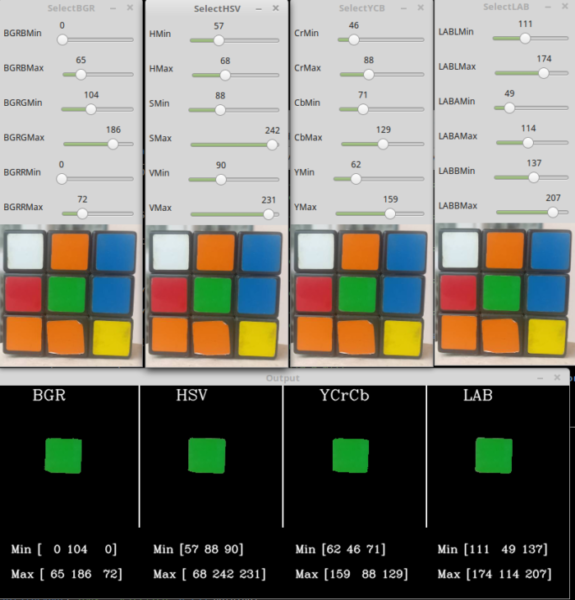 SelectBGR
BGRBMin 0
BGRBMax 65
BGRGMin 104
BGRGMax 186
BGRRMin 0
BGRRMax 72
SelectHSV
HMin 57
HMax 68
SMin 88
SMax 242
VMin 90
VMax 231
SelectYCB
CrMin 46
CrMax 88
CbMin 71
CbMax 129
YMin 62
YMax 159
SelectLAB
LABLMin 111
LABLMax 174
LABAMin 49
LABAMax 114
LABBMin 137
LABBMax 207
Output
BGR HSV YCrCb LAB
Min [ 0 104 0] Min [57 88 90] Min [62 46 71] Min [111 49 137]
Max [ 65 186 72] Max [ 68 242 231] Max [159 88 129] Max [174 114 207]